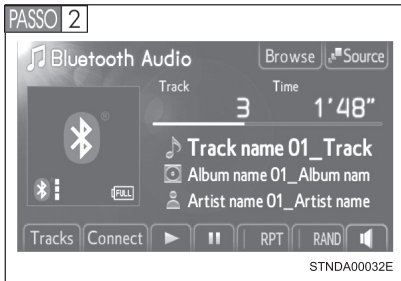 PASSO 2
Bluetooth Audio Browse Source
Track Time
3 1'48"
Track name 01_Track
Album name 01_Album nam
Artist name 01_Artist name
FULL
Tracks Connect RPT RAND
STNDA00032E